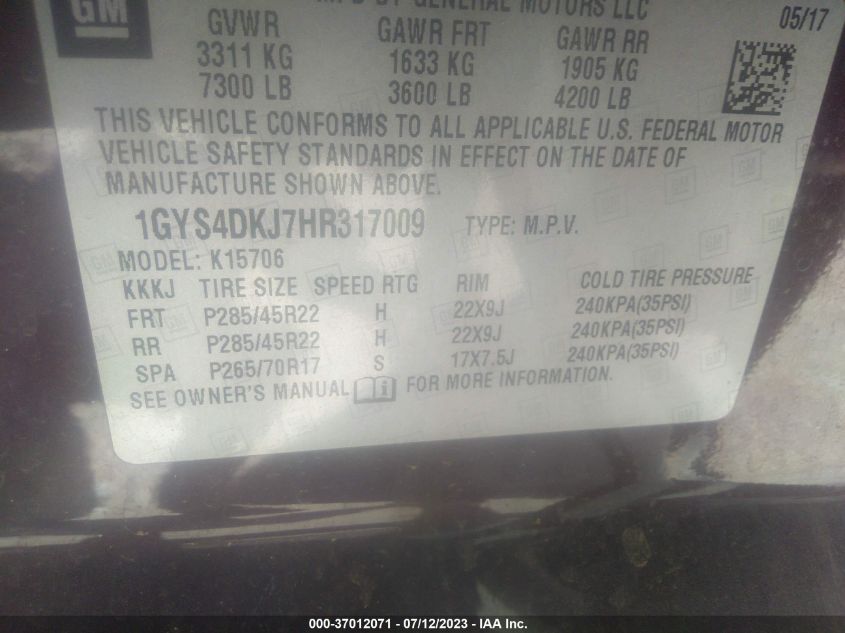 MFD BY GENERAL MOTORS LLC
GM
05/17
GVWR GAWR FRT GAWR RR
3311 KG 1633 KG 1905 KG
7300 LB 3600 LB 4200 LB
THIS VEHICLE CONFORMS TO ALL APPLICABLE U.S. FEDERAL MOTOR
VEHICLE SAFETY STANDARDS IN EFFECT ON THE DATE OF
MANUFACTURE SHOWN ABOVE.
1GYS4DKJ7HR317009 TYPE: M.P.V.
MODEL: K15706
KKKJ TIRE SIZE SPEED RTG RIM COLD TIRE PRESSURE
FRT P285/45R22 H 22X9J 240KPA(35PSI)
RR P285/45R22 H 22X9J 240KPA(35PSI)
SPA P265/70R17 S 17X7.5J 240KPA(35PSI)
SEE OWNER'S MANUAL FOR MORE INFORMATION.
000-37012071 - 07/12/2023 - IAA Inc.